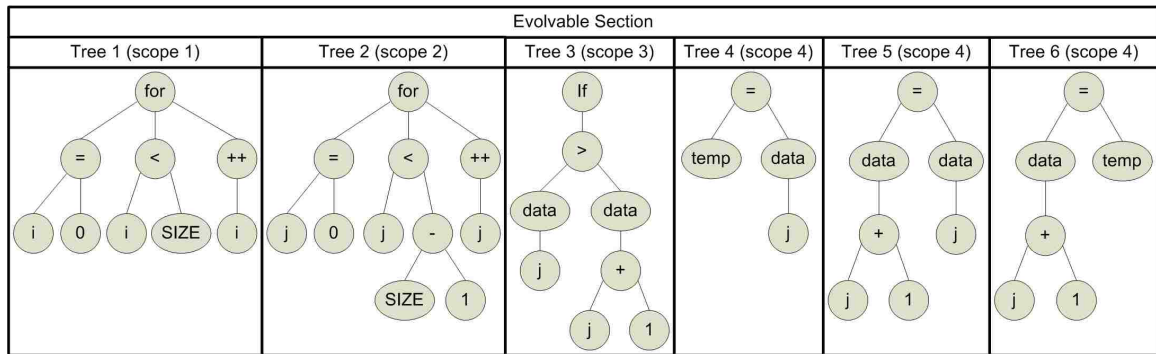 Evolvable Section
Tree 1 (scope 1)
Tree 2 (scope 2)
Tree 3 (scope 3)
Tree 4 (scope 4)
Tree 5 (scope 4)
Tree 6 (scope 4)
for
= < ++
i 0 i SIZE i
for
= < ++
j 0 j - j
SIZE 1
If
>
data data
j +
j 1
=
temp data
j
=
data data
+ j
j 1
=
data temp
+
j 1